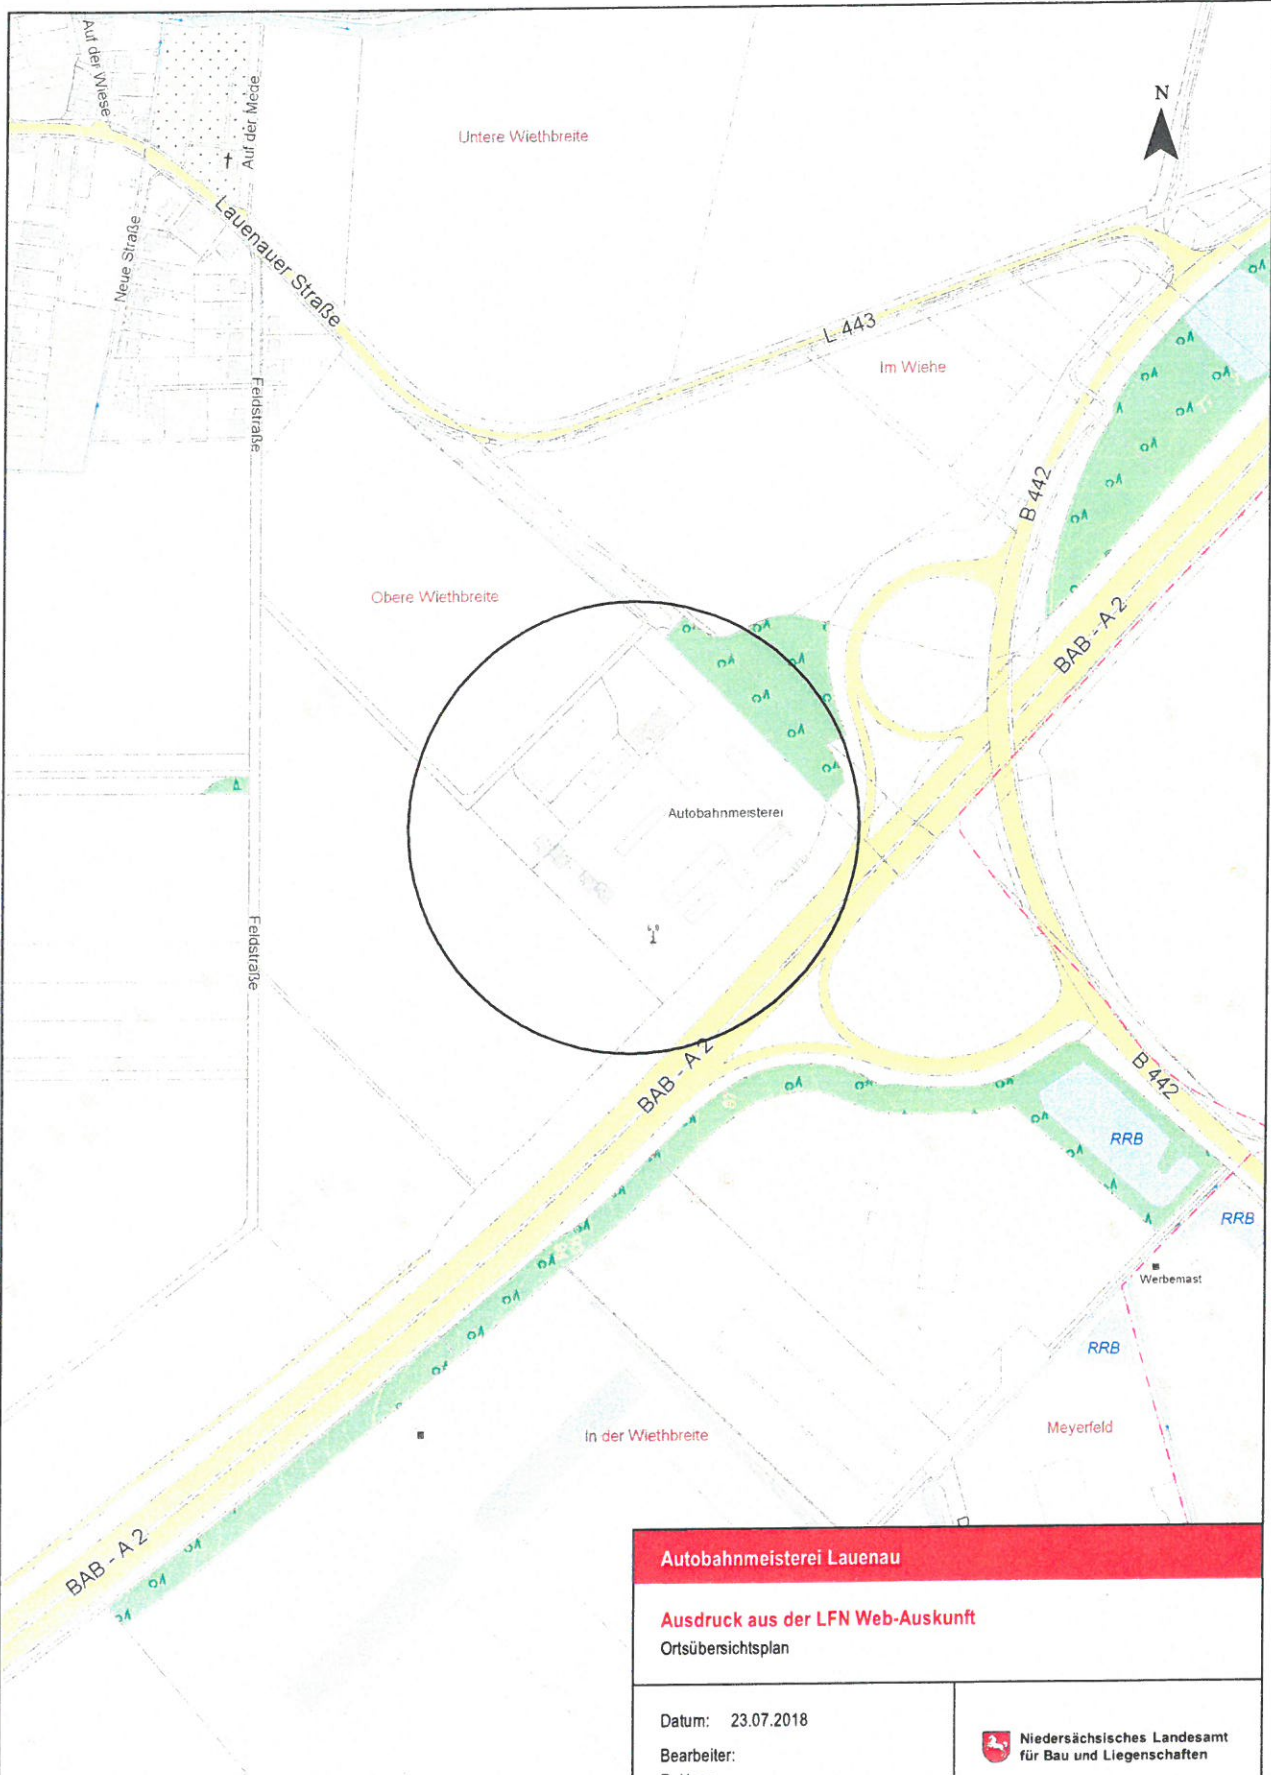 Auf der Wiese
Auf der Mede
Untere Wiethbreite
N
Neue Straße
Lauenauer Straße
L 443
Im Wiehe
Feldstraße
B 442
Obere Wiethbreite
BAB - A 2
Autobahnmeisterei
Feldstraße
BAB - A 2
B 442
RRB
RRB
Werbemast
RRB
In der Wiethbreite
Meyerfeld
BAB - A 2
Autobahnmeisterei Lauenau
Ausdruck aus der LFN Web-Auskunft
Ortsübersichtsplan
Datum: 23.07.2018
Bearbeiter:
Niedersächsisches Landesamt
für Bau und Liegenschaften